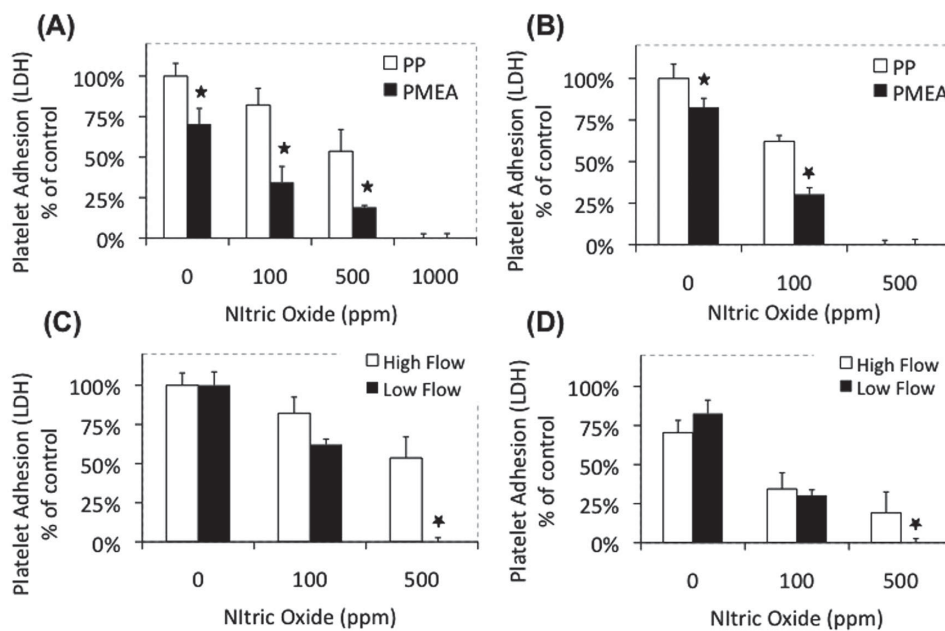 (A)
Platelet Adhesion (LDH)
% of control
100%
75%
50%
25%
0%
PP
PMEA
0 100 500 1000
NItric Oxide (ppm)
(B)
Platelet Adhesion (LDH)
% of control
100%
75%
50%
25%
0%
PP
PMEA
0 100 500
NItric Oxide (ppm)
(C)
Platelet Adhesion (LDH)
% of control
100%
75%
50%
25%
0%
High Flow
Low Flow
0 100 500
NItric Oxide (ppm)
(D)
Platelet Adhesion (LDH)
% of control
100%
75%
50%
25%
0%
High Flow
Low Flow
0 100 500
NItric Oxide (ppm)